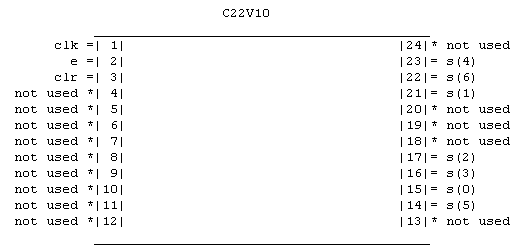 C22V10
clk =| 1| |24|* not used
e =| 2| |23|= s(4)
clr =| 3| |22|= s(6)
not used *| 4| |21|= s(1)
not used *| 5| |20|* not used
not used *| 6| |19|* not used
not used *| 7| |18|* not used
not used *| 8| |17|= s(2)
not used *| 9| |16|= s(3)
not used *|10| |15|= s(0)
not used *|11| |14|= s(5)
not used *|12| |13|* not used